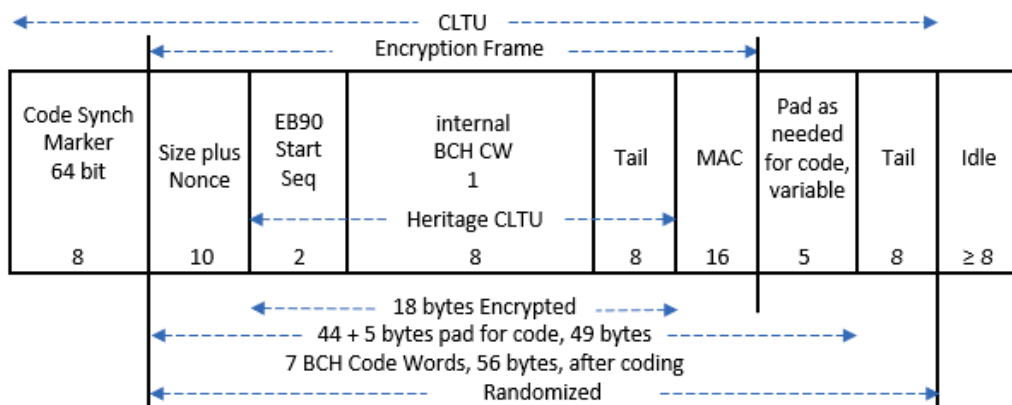 CLTU
Encryption Frame
Code Synch
Marker
64 bit
8
Size plus
Nonce
10
EB90
Start
Seq
2
internal
BCH CW
1
8
Tail
8
Heritage CLTU
MAC
16
Pad as
needed
for code,
variable
5
Tail
8
Idle
≥ 8
18 bytes Encrypted
44 + 5 bytes pad for code, 49 bytes
7 BCH Code Words, 56 bytes, after coding
Randomized